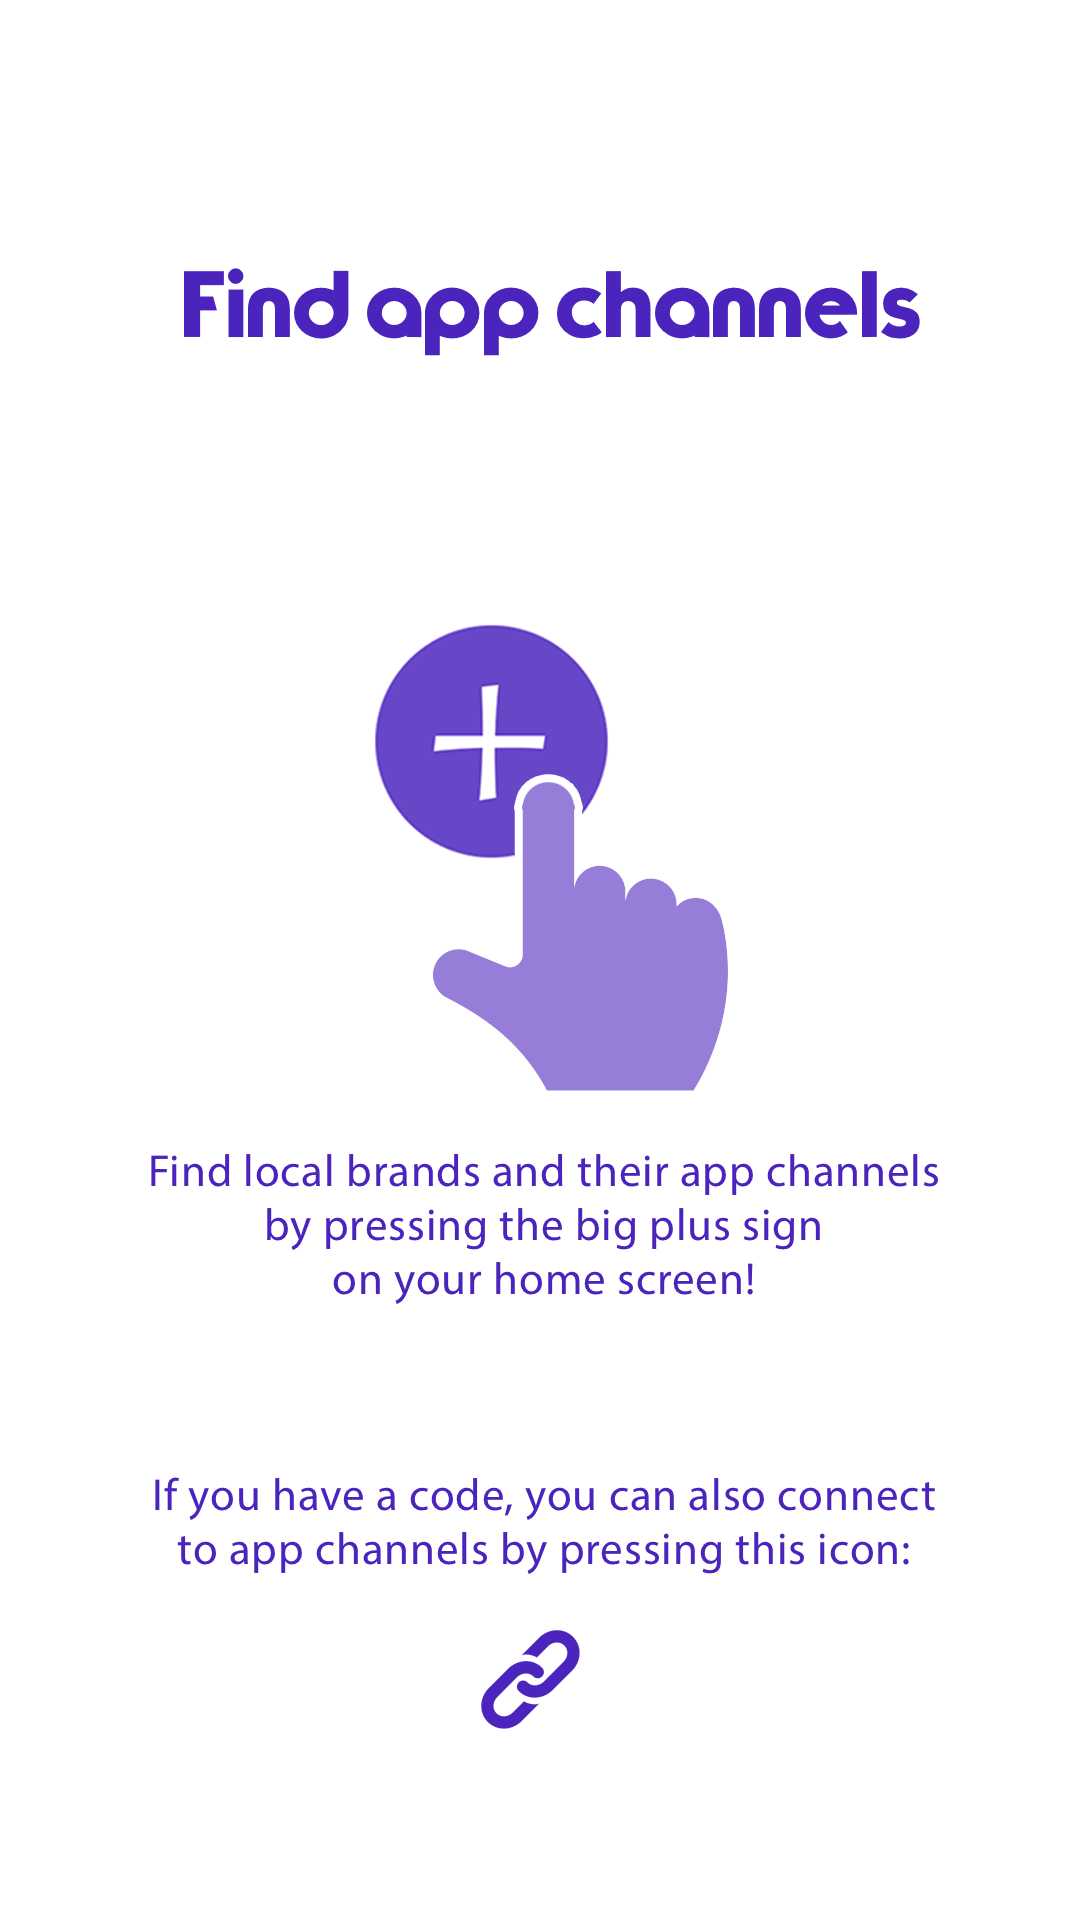 Find app channels
Find local brands and their app channels
by pressing the big plus sign
on your home screen!
If you have a code, you can also connect
to app channels by pressing this icon: